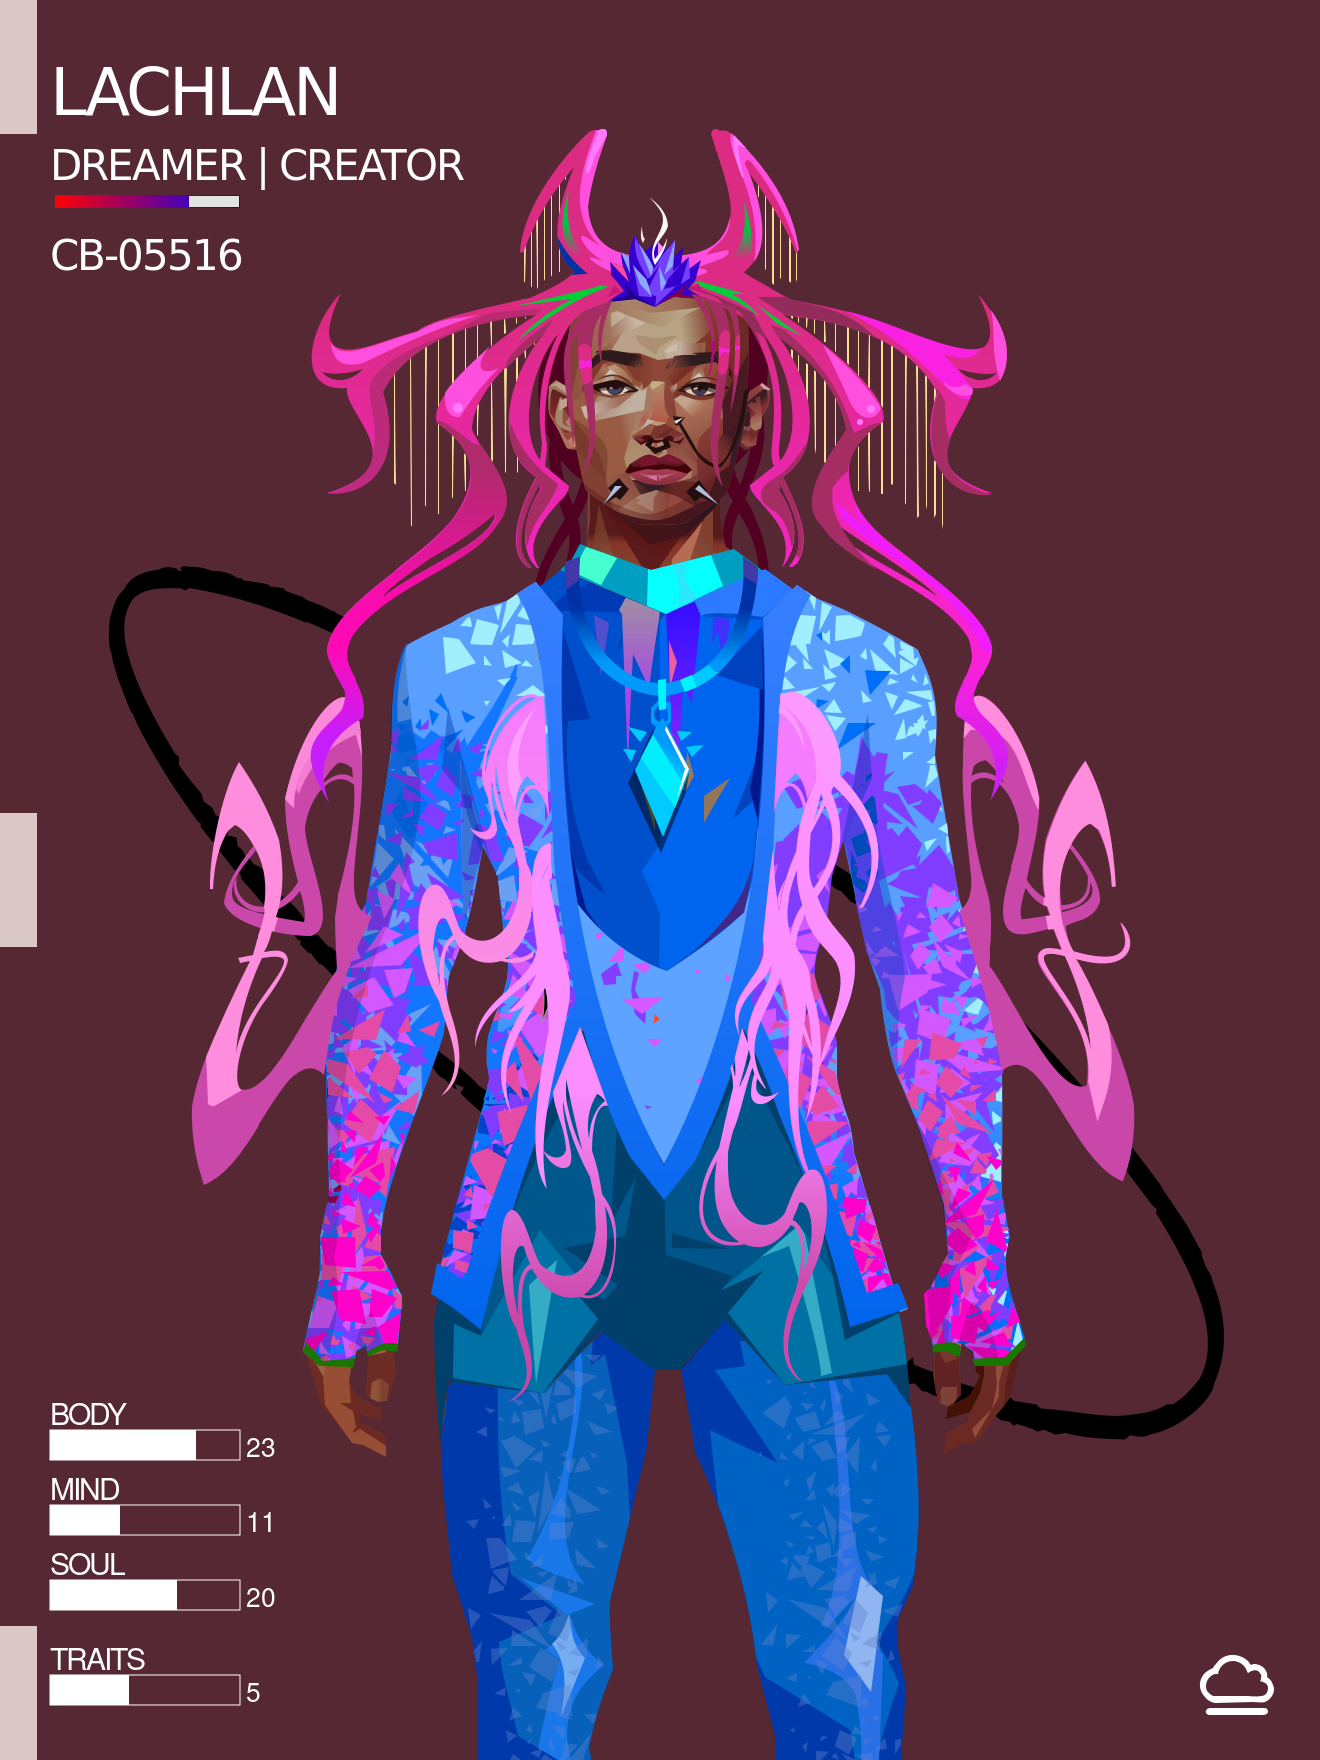 LACHLAN
DREAMER | CREATOR
CB-05516
BODY
23
MIND
11
SOUL
20
TRAITS
5